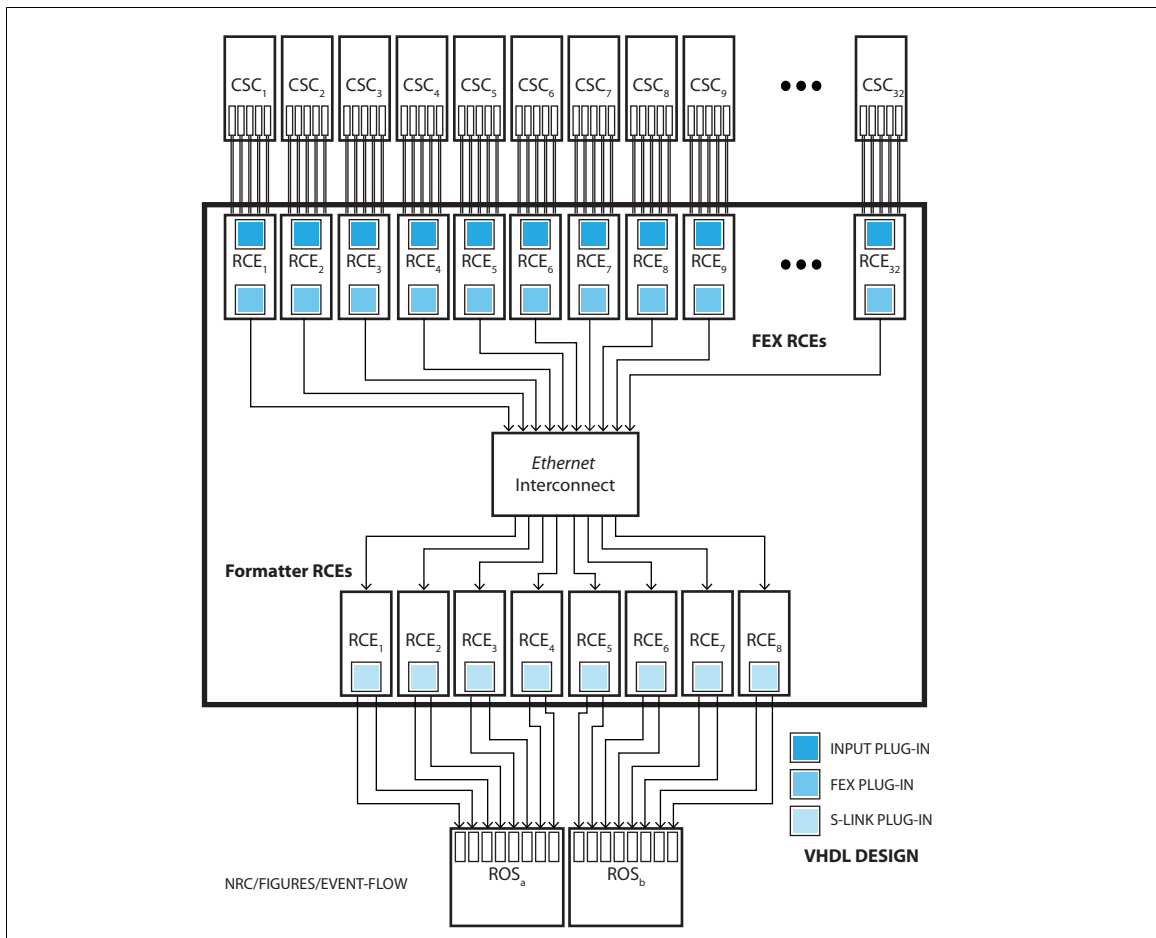 CSC₁ CSC₂ CSC₃ CSC₄ CSC₅ CSC₆ CSC₇ CSC₈ CSC₉ ••• CSC₃₂
RCE₁ RCE₂ RCE₃ RCE₄ RCE₅ RCE₆ RCE₇ RCE₈ RCE₉ ••• RCE₃₂
FEX RCEs
Ethernet
Interconnect
Formatter RCEs
RCE₁ RCE₂ RCE₃ RCE₄ RCE₅ RCE₆ RCE₇ RCE₈
INPUT PLUG-IN
FEX PLUG-IN
S-LINK PLUG-IN
VHDL DESIGN
ROSₐ ROS_b
NRC/FIGURES/EVENT-FLOW